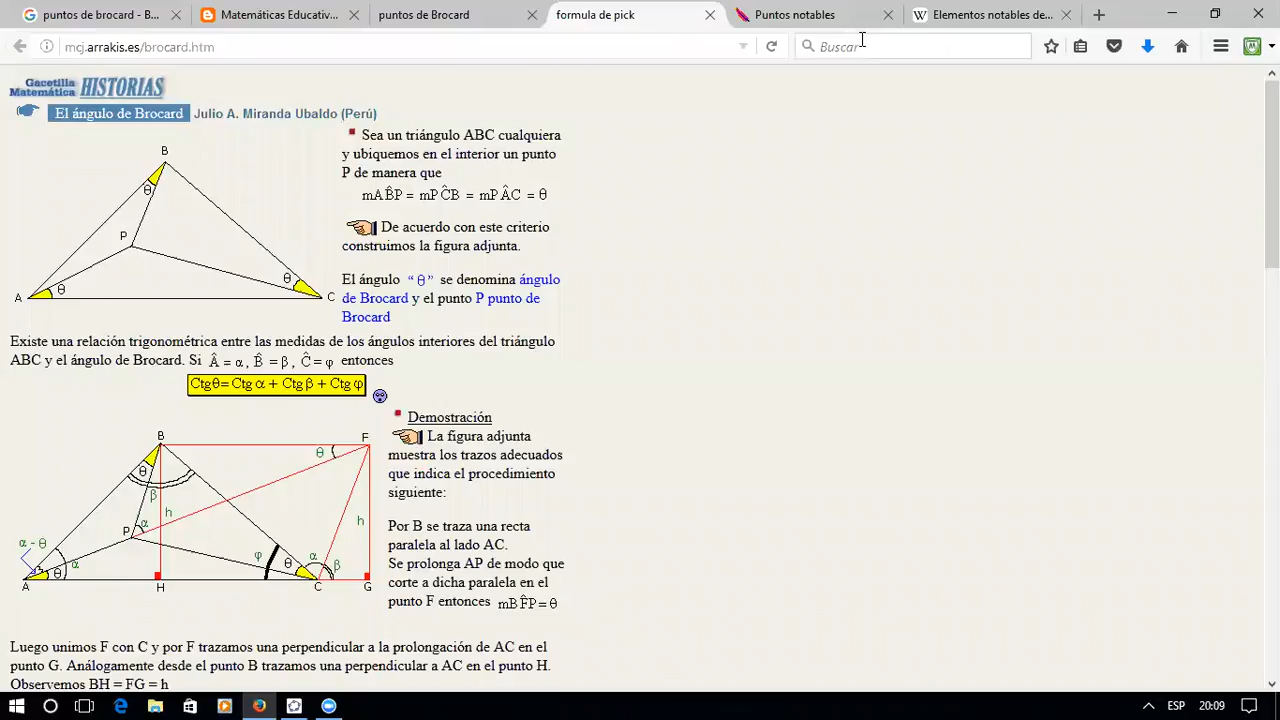 puntos de brocard - B...
Matemáticas Educativ...
puntos de Brocard
formula de pick
Puntos notables
Elementos notables de...
mcj.arrakis.es/brocard.htm
Buscar
Gacetilla
Matemática
HISTORIAS
El ángulo de Brocard
Julio A. Miranda Ubaldo (Perú)
B
θ
P
A
θ
θ
C
Sea un triángulo ABC cualquiera
y ubiquemos en el interior un punto
P de manera que
mAB̂P = mPĈB = mPÂC = θ
De acuerdo con este criterio
construimos la figura adjunta.
El ángulo “θ” se denomina ángulo
de Brocard y el punto P punto de
Brocard
Existe una relación trigonométrica entre las medidas de los ángulos interiores del triángulo
ABC y el ángulo de Brocard. Si Â = α, B̂ = β, Ĉ = φ entonces
Ctgθ= Ctg α + Ctg β + Ctg φ
B
F
θ
θ
β
h
P
α
h
α - θ
α
θ
φ
θ
α
β
A
H
C
G
Demostración
La figura adjunta
muestra los trazos adecuados
que indica el procedimiento
siguiente:
Por B se traza una recta
paralela al lado AC.
Se prolonga AP de modo que
corte a dicha paralela en el
punto F entonces mBF̂P = θ
Luego unimos F con C y por F trazamos una perpendicular a la prolongación de AC en el
punto G. Análogamente desde el punto B trazamos una perpendicular a AC en el punto H.
Observemos BH = FG = h
ESP
20:09